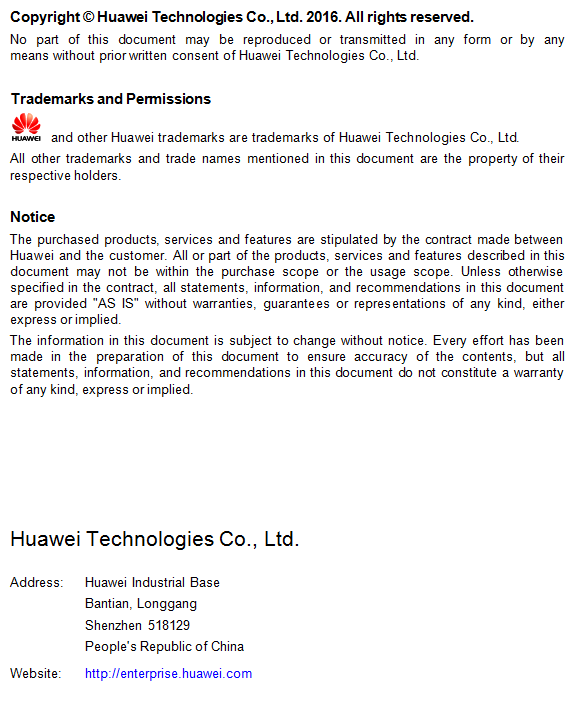 Copyright © Huawei Technologies Co., Ltd. 2016. All rights reserved.
No part of this document may be reproduced or transmitted in any form or by any
means without prior written consent of Huawei Technologies Co., Ltd.
Trademarks and Permissions
HUAWEI and other Huawei trademarks are trademarks of Huawei Technologies Co., Ltd.
All other trademarks and trade names mentioned in this document are the property of their
respective holders.
Notice
The purchased products, services and features are stipulated by the contract made between
Huawei and the customer. All or part of the products, services and features described in this
document may not be within the purchase scope or the usage scope. Unless otherwise
specified in the contract, all statements, information, and recommendations in this document
are provided "AS IS" without warranties, guarantees or representations of any kind, either
express or implied.
The information in this document is subject to change without notice. Every effort has been
made in the preparation of this document to ensure accuracy of the contents, but all
statements, information, and recommendations in this document do not constitute a warranty
of any kind, express or implied.
Huawei Technologies Co., Ltd.
Address: Huawei Industrial Base
Bantian, Longgang
Shenzhen 518129
People's Republic of China
Website: http://enterprise.huawei.com